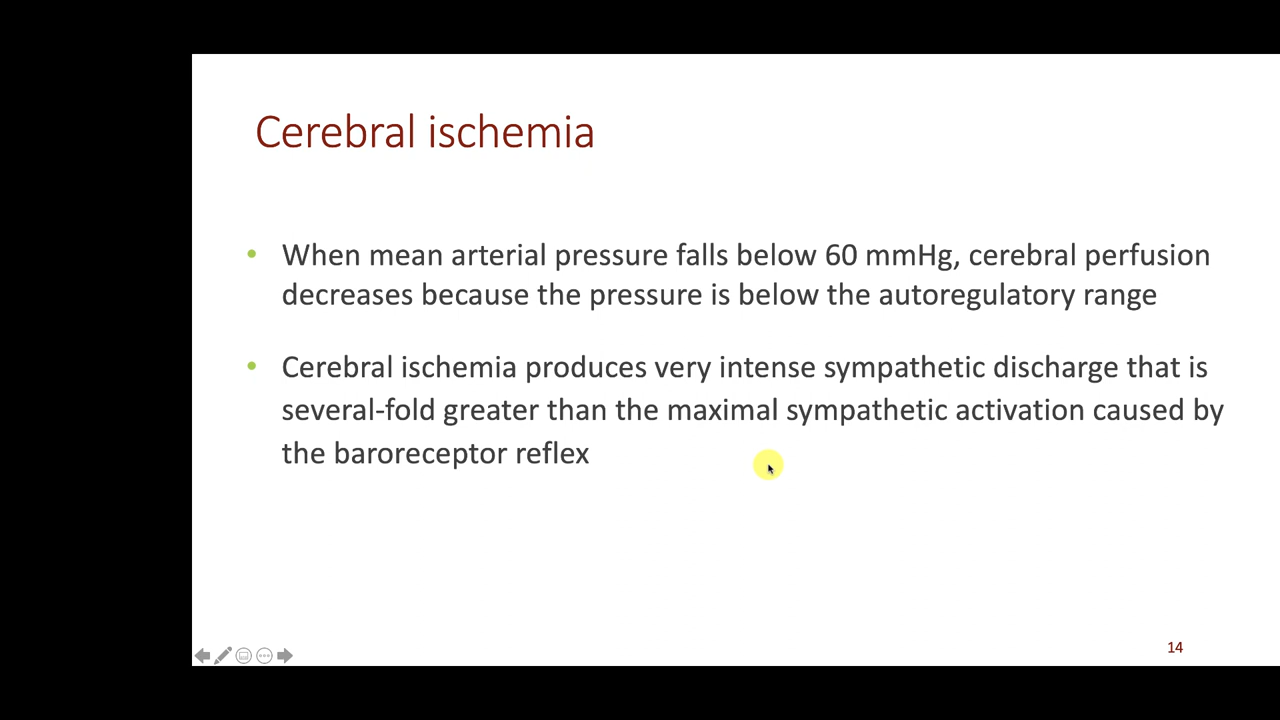 Cerebral ischemia
• When mean arterial pressure falls below 60 mmHg, cerebral perfusion
decreases because the pressure is below the autoregulatory range
• Cerebral ischemia produces very intense sympathetic discharge that is
several-fold greater than the maximal sympathetic activation caused by
the baroreceptor reflex
14